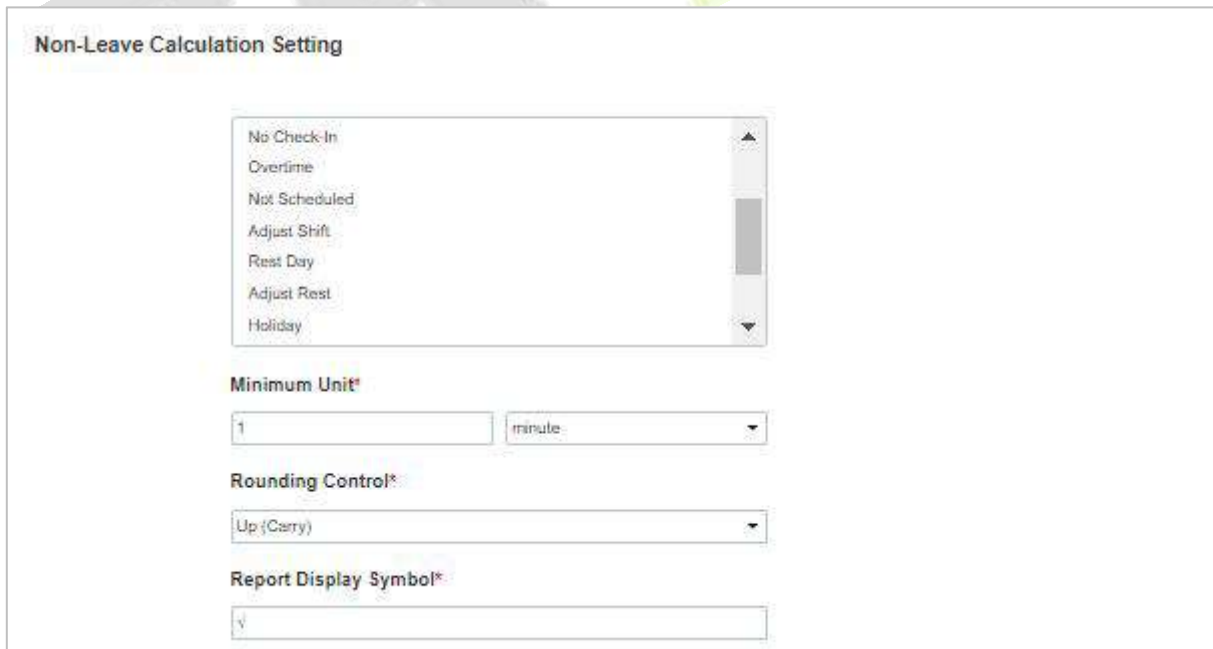 Non-Leave Calculation Setting
No Check-In
Overtime
Not Scheduled
Adjust Shift
Rest Day
Adjust Rest
Holiday
Minimum Unit*
1 minute
Rounding Control*
Up (Carry)
Report Display Symbol*
√